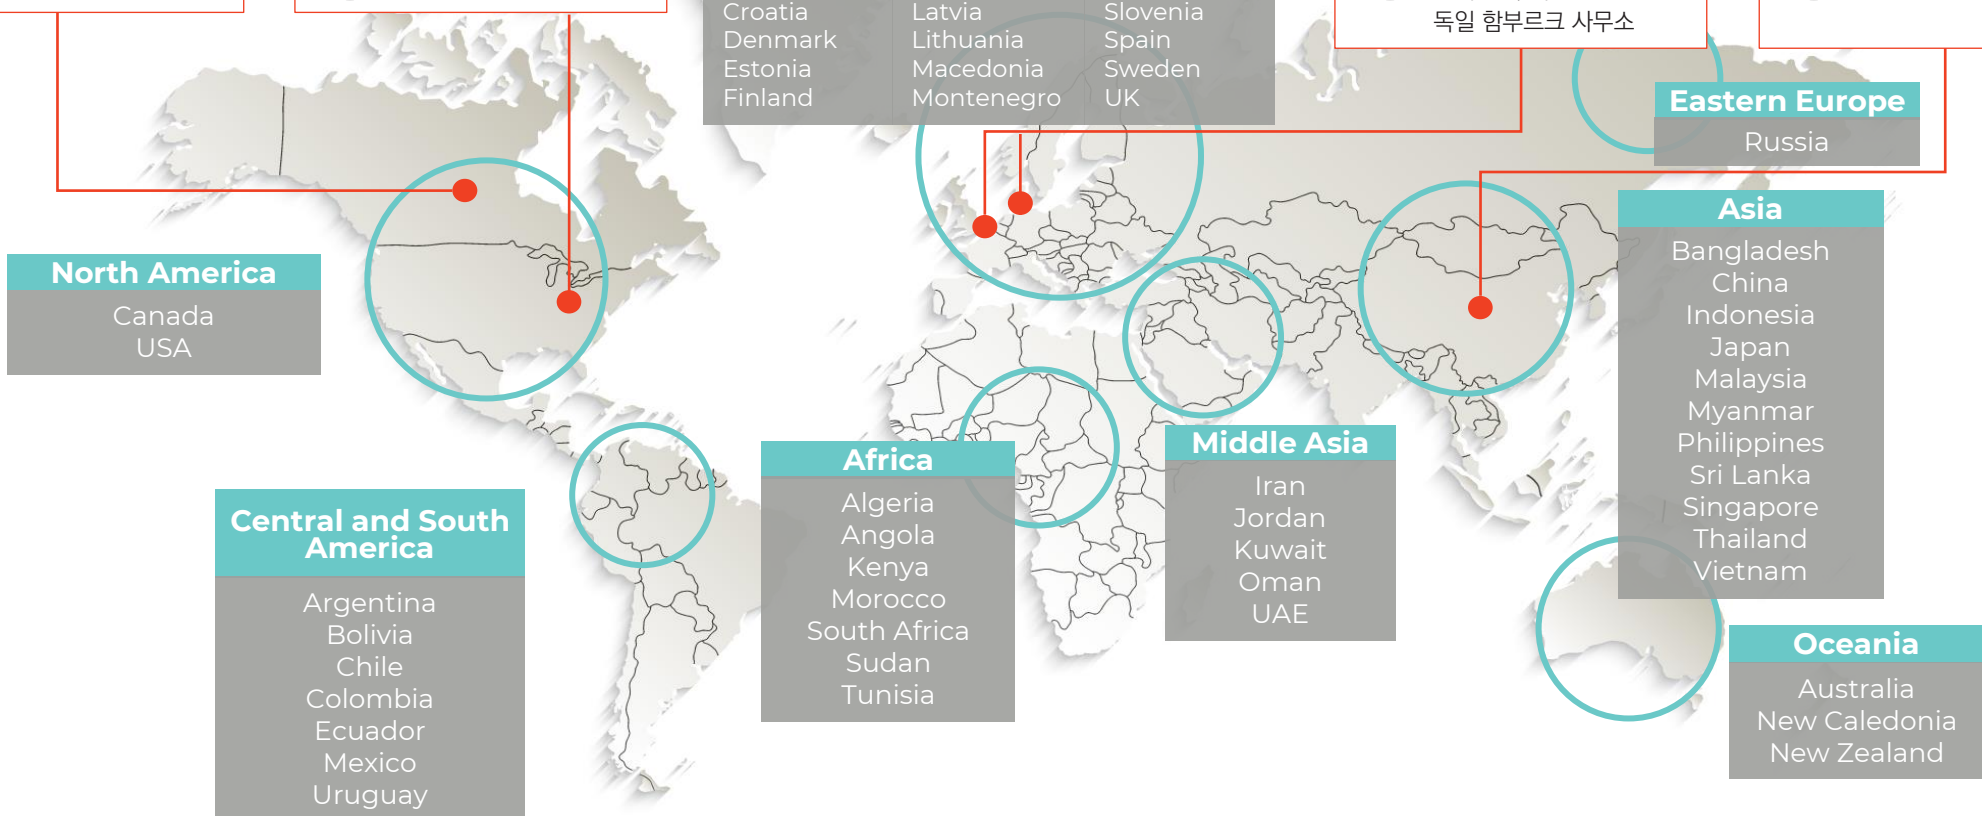 Croatia
Denmark
Estonia
Finland
Latvia
Lithuania
Macedonia
Montenegro
Slovenia
Spain
Sweden
UK
독일 함부르크 사무소
Eastern Europe
Russia
North America
Canada
USA
Central and South
America
Argentina
Bolivia
Chile
Colombia
Ecuador
Mexico
Uruguay
Africa
Algeria
Angola
Kenya
Morocco
South Africa
Sudan
Tunisia
Middle Asia
Iran
Jordan
Kuwait
Oman
UAE
Asia
Bangladesh
China
Indonesia
Japan
Malaysia
Myanmar
Philippines
Sri Lanka
Singapore
Thailand
Vietnam
Oceania
Australia
New Caledonia
New Zealand